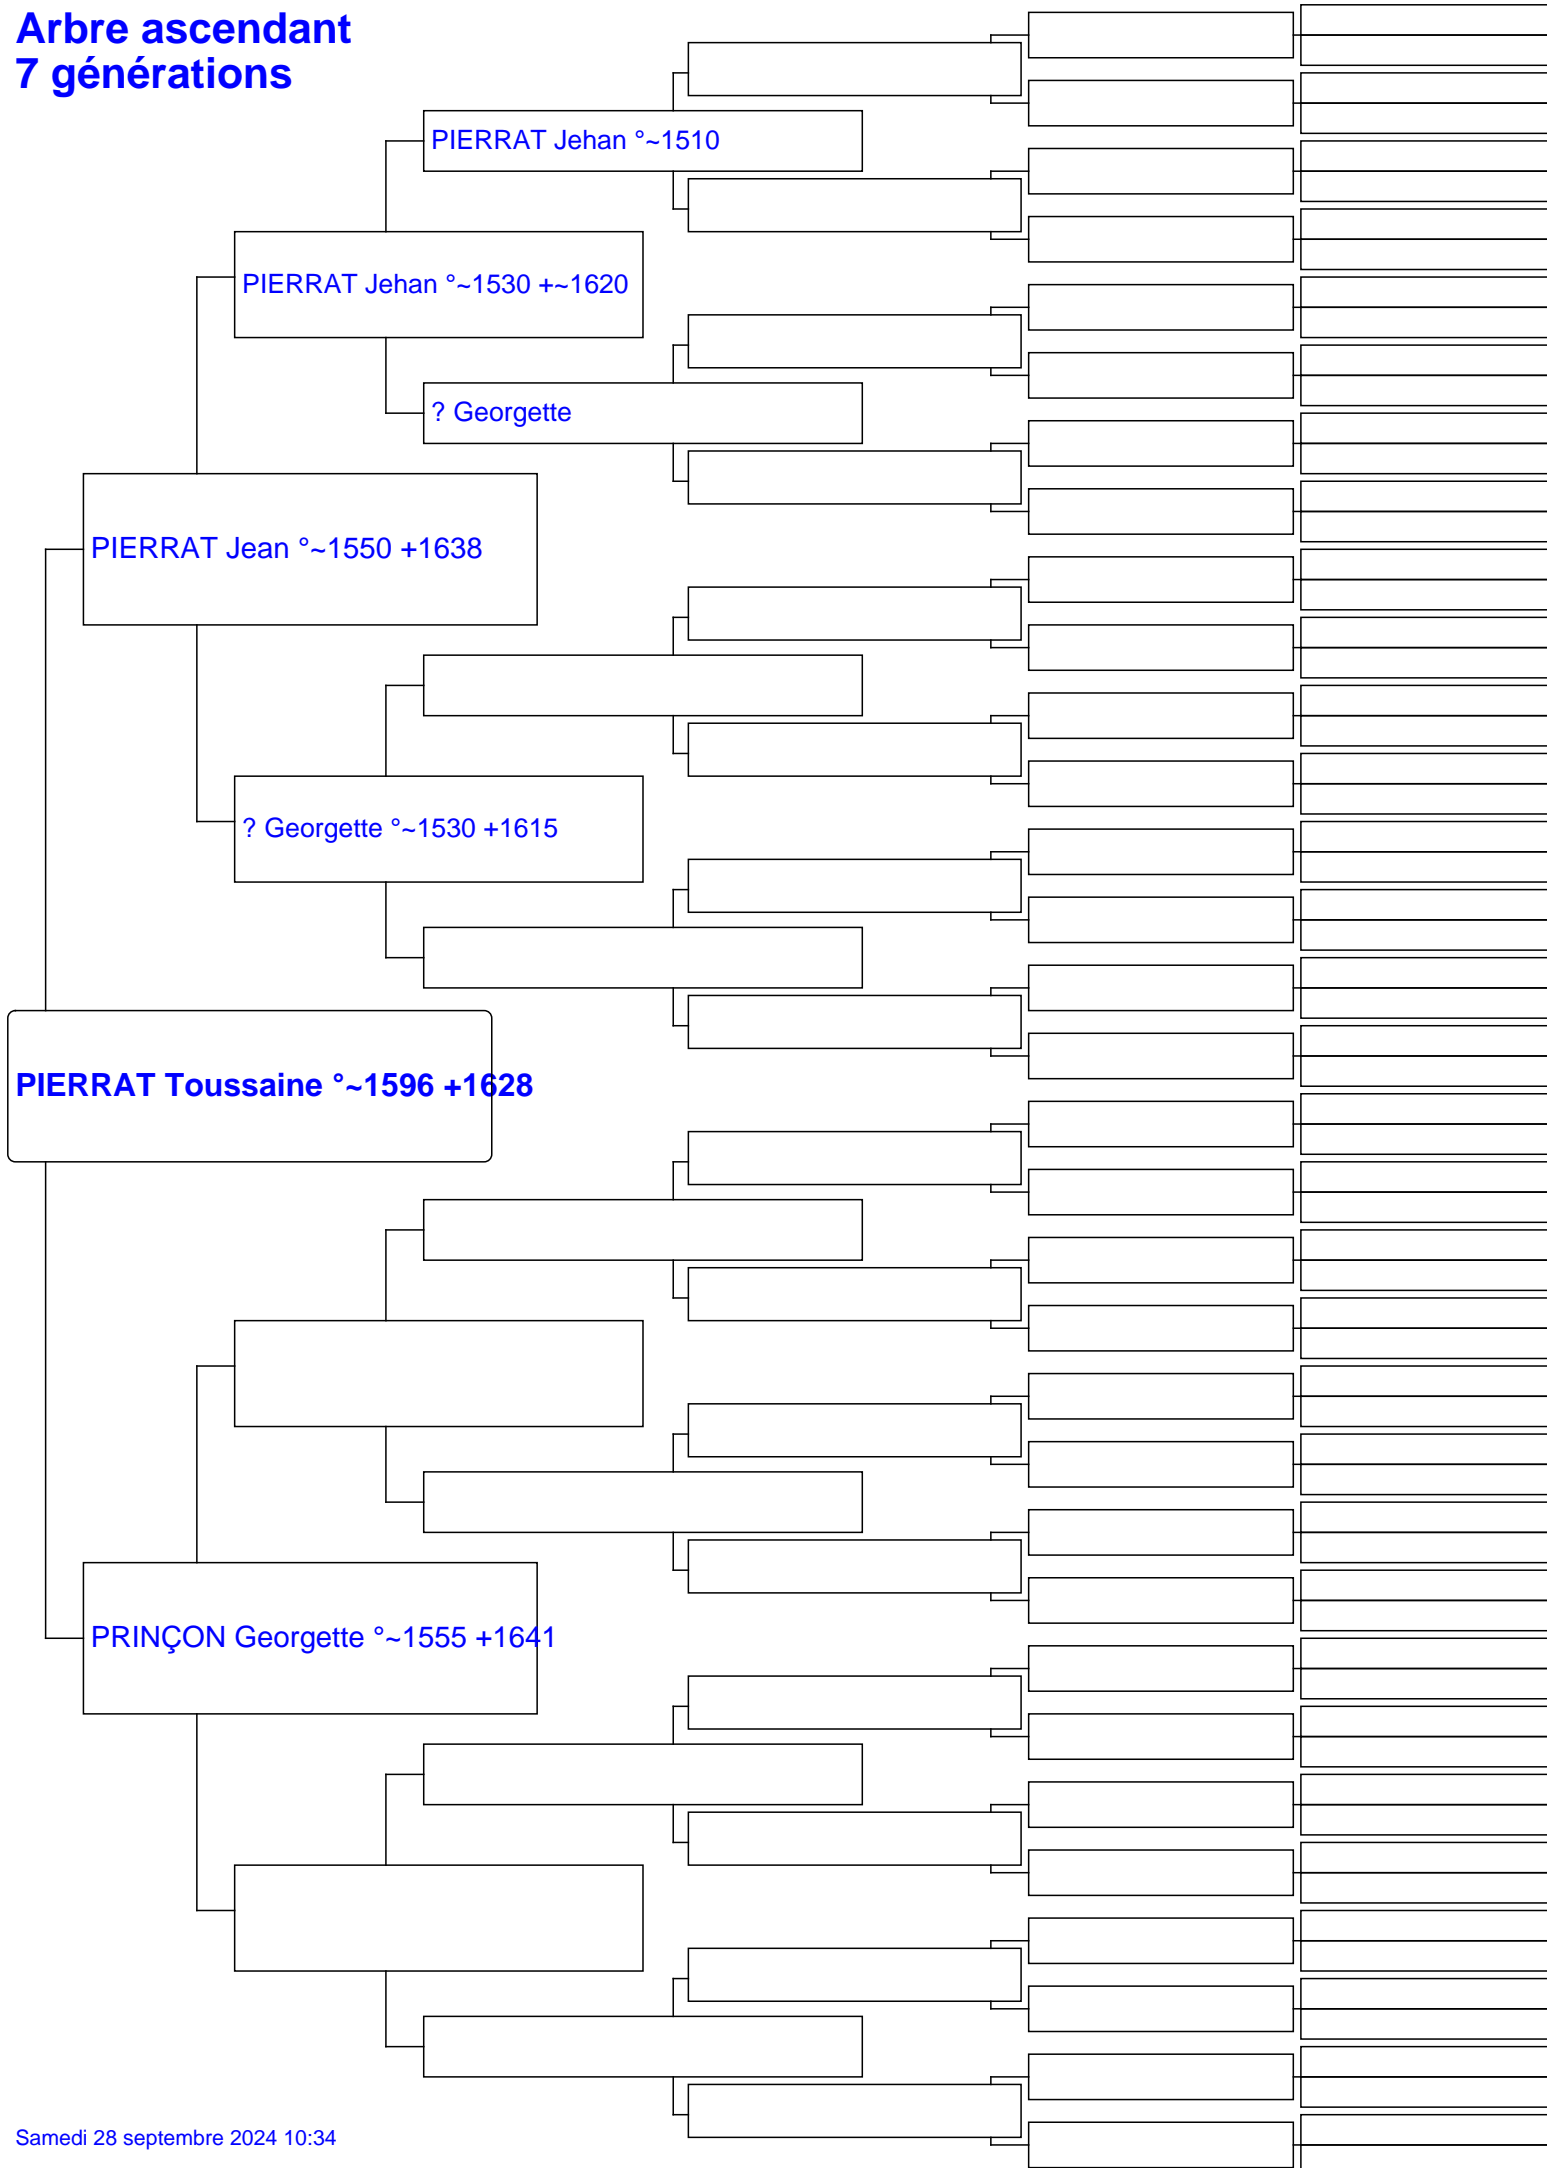 Arbre ascendant
7 générations
PIERRAT Jehan °~1510
PIERRAT Jehan °~1530 +~1620
? Georgette
PIERRAT Jean °~1550 +1638
? Georgette °~1530 +1615
PIERRAT Toussaine °~1596 +1628
PRINÇON Georgette °~1555 +1641
Samedi 28 septembre 2024 10:34